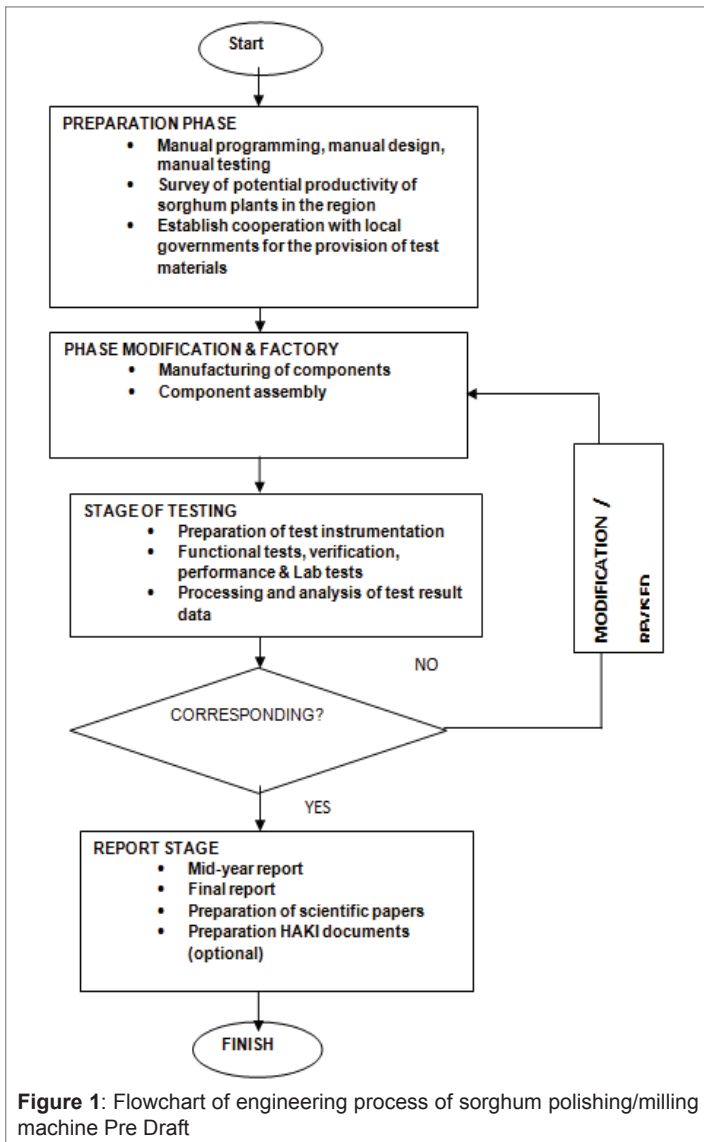 Start
PREPARATION PHASE
• Manual programming, manual design,
manual testing
• Survey of potential productivity of
sorghum plants in the region
• Establish cooperation with local
governments for the provision of test
materials
PHASE MODIFICATION & FACTORY
• Manufacturing of components
• Component assembly
STAGE OF TESTING
• Preparation of test instrumentation
• Functional tests, verification,
performance & Lab tests
• Processing and analysis of test result
data
MODIFICATION /
REVISED
NO
CORRESPONDING?
YES
REPORT STAGE
• Mid-year report
• Final report
• Preparation of scientific papers
• Preparation HAKI documents
(optional)
FINISH
Figure 1: Flowchart of engineering process of sorghum polishing/milling
machine Pre Draft